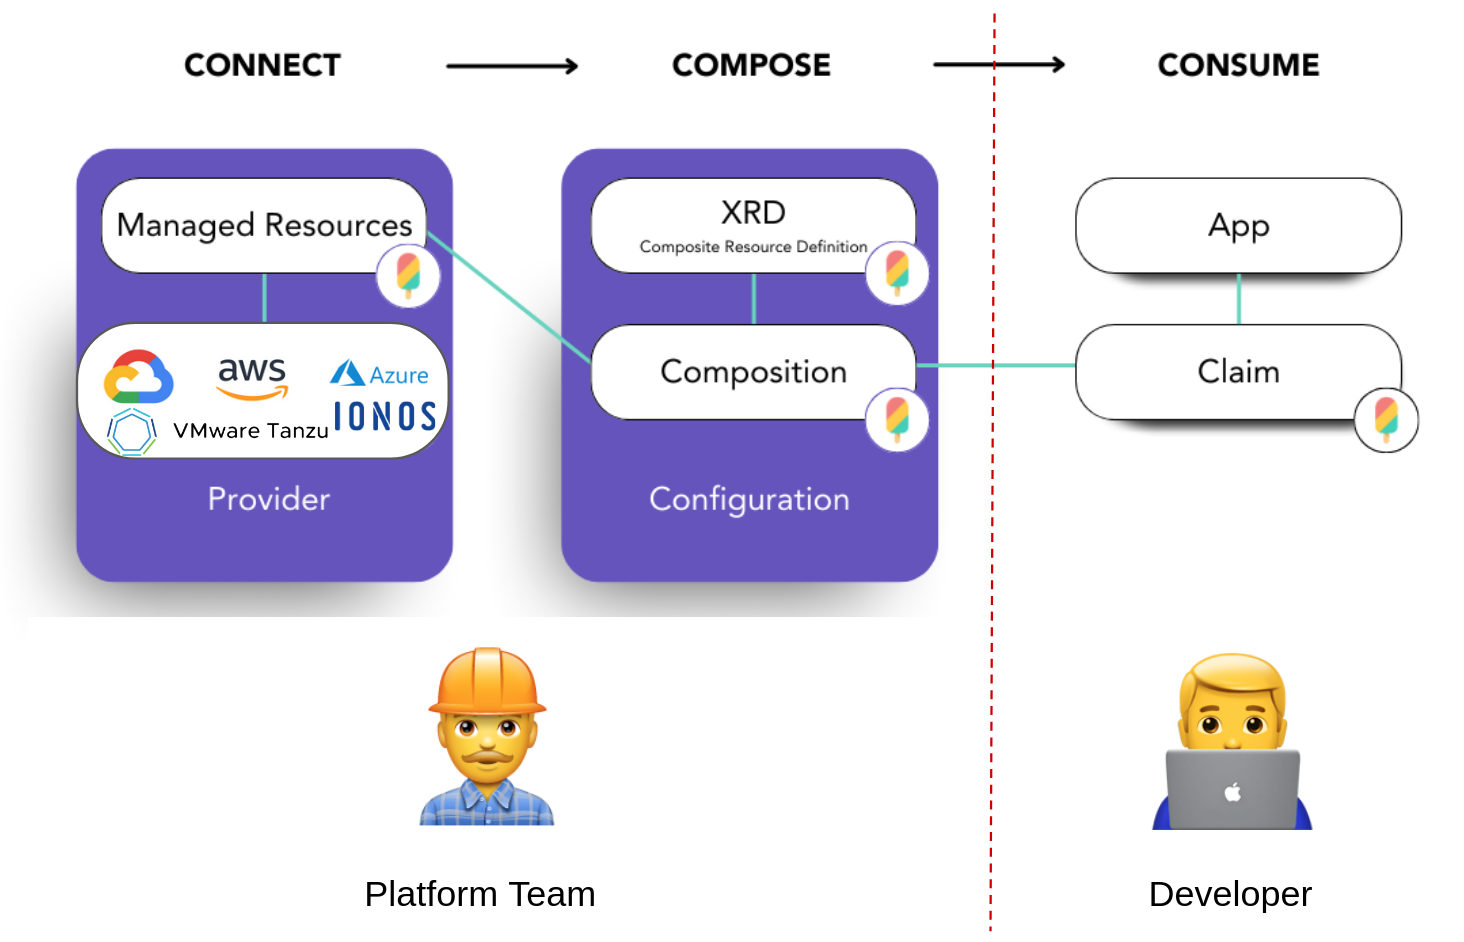 CONNECT
COMPOSE
CONSUME
Managed Resources
aws
Azure
VMware Tanzu
IONOS
Provider
XRD
Composite Resource Definition
Composition
Configuration
App
Claim
Platform Team
Developer